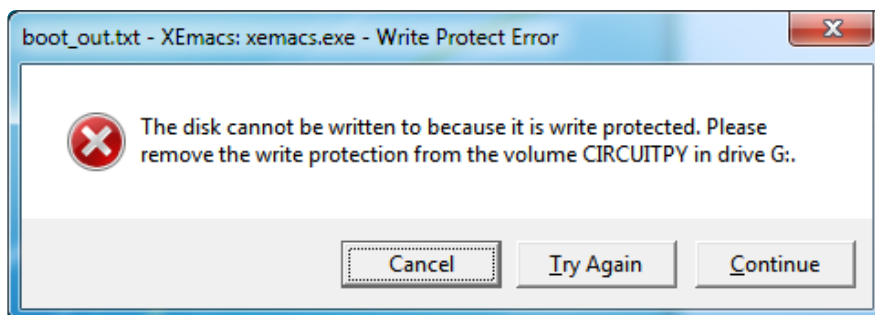 boot_out.txt - XEmacs: xemacs.exe - Write Protect Error
The disk cannot be written to because it is write protected. Please
remove the write protection from the volume CIRCUITPY in drive G:.
Cancel
Try Again
Continue